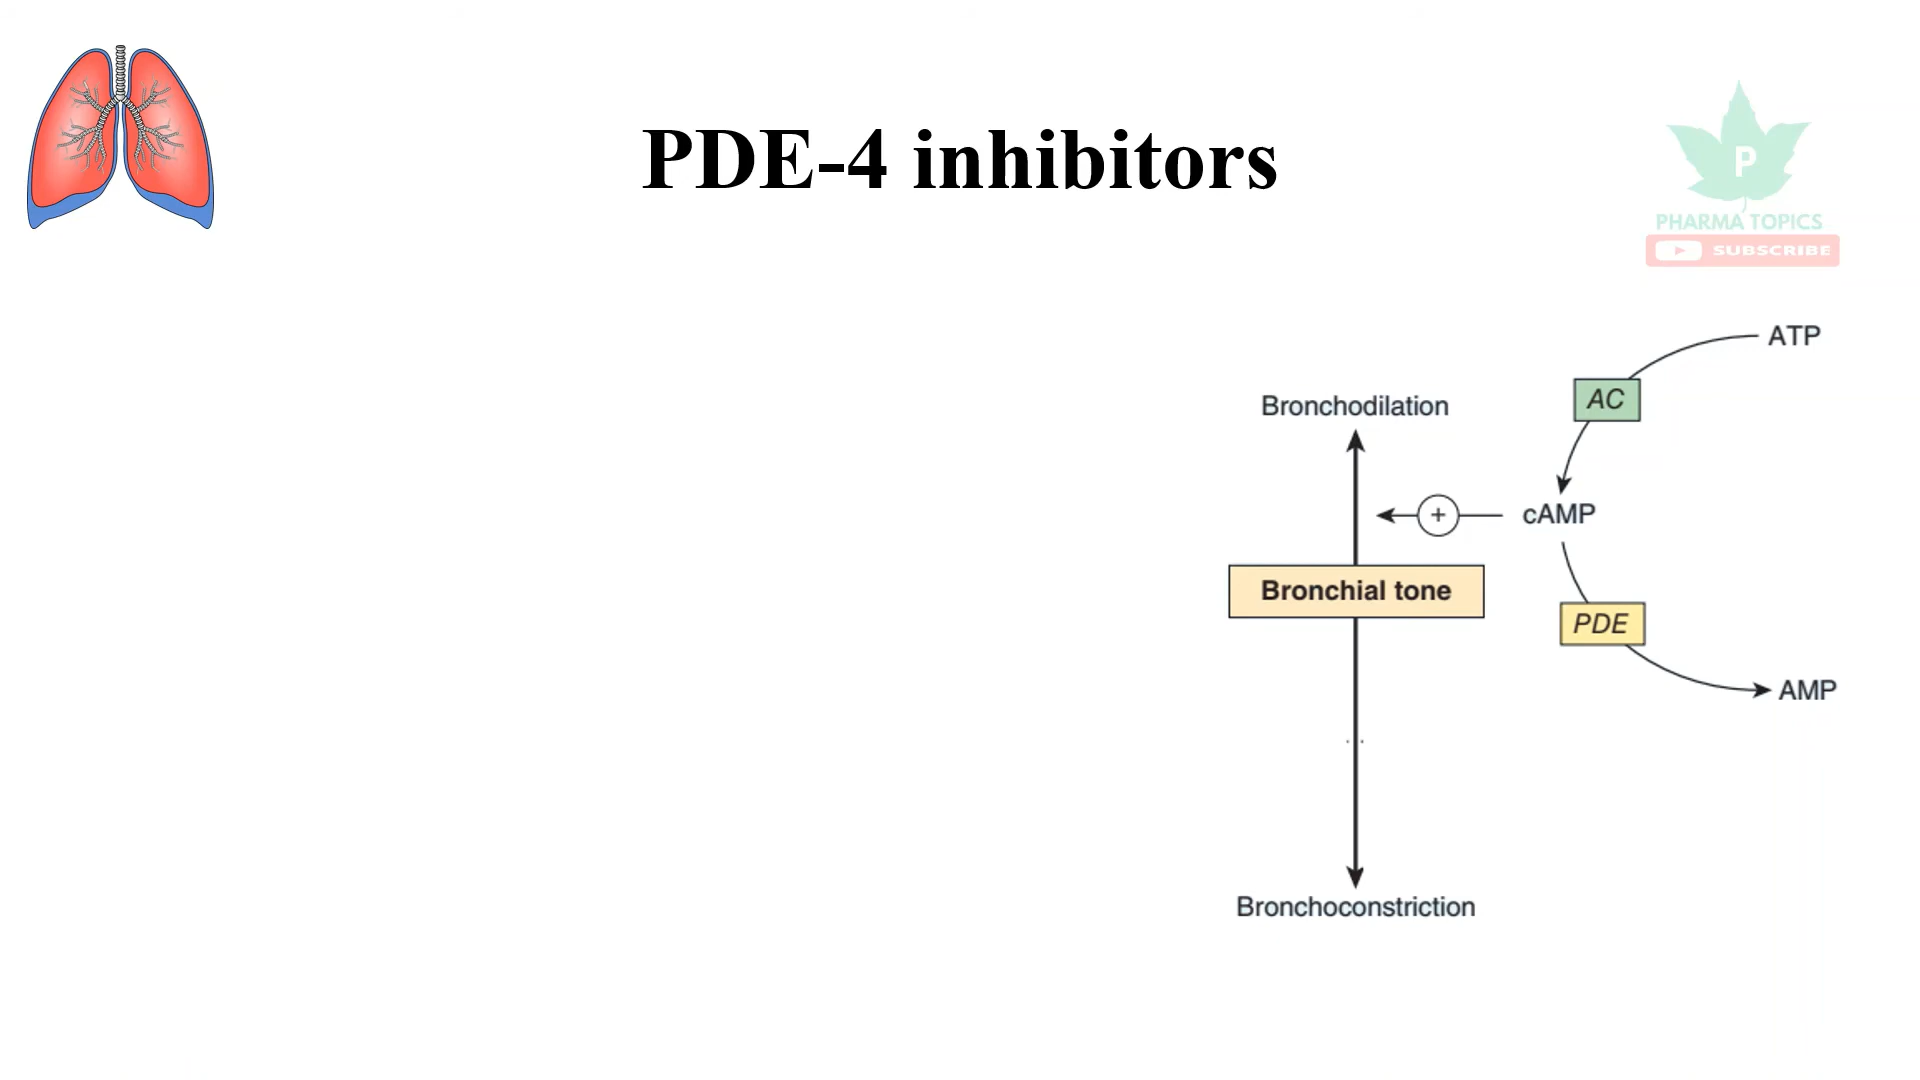 PDE-4 inhibitors
P
PHARMA TOPICS
SUBSCRIBE
ATP
AC
Bronchodilation
+
cAMP
Bronchial tone
PDE
AMP
Bronchoconstriction